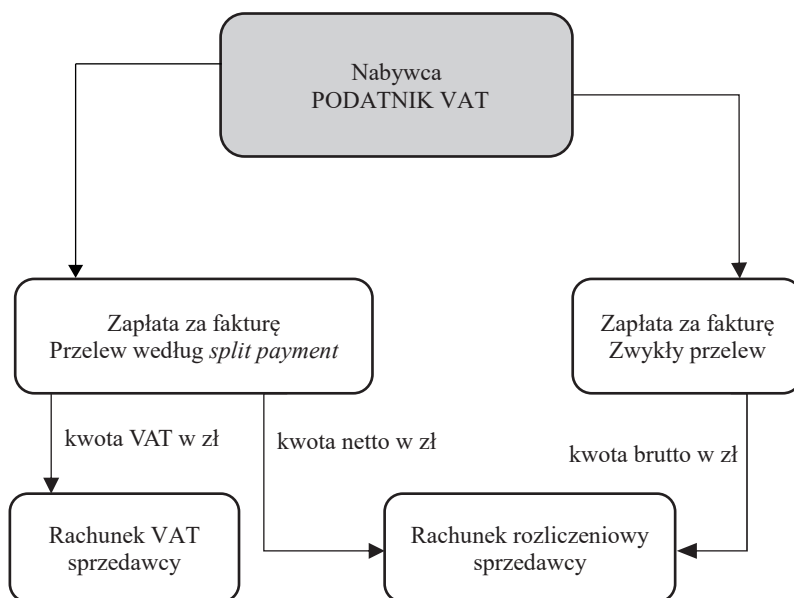 Nabywca
PODATNIK VAT
Zapłata za fakturę
Przelew według split payment
Zapłata za fakturę
Zwykły przelew
kwota VAT w zł
kwota netto w zł
kwota brutto w zł
Rachunek VAT
sprzedawcy
Rachunek rozliczeniowy
sprzedawcy